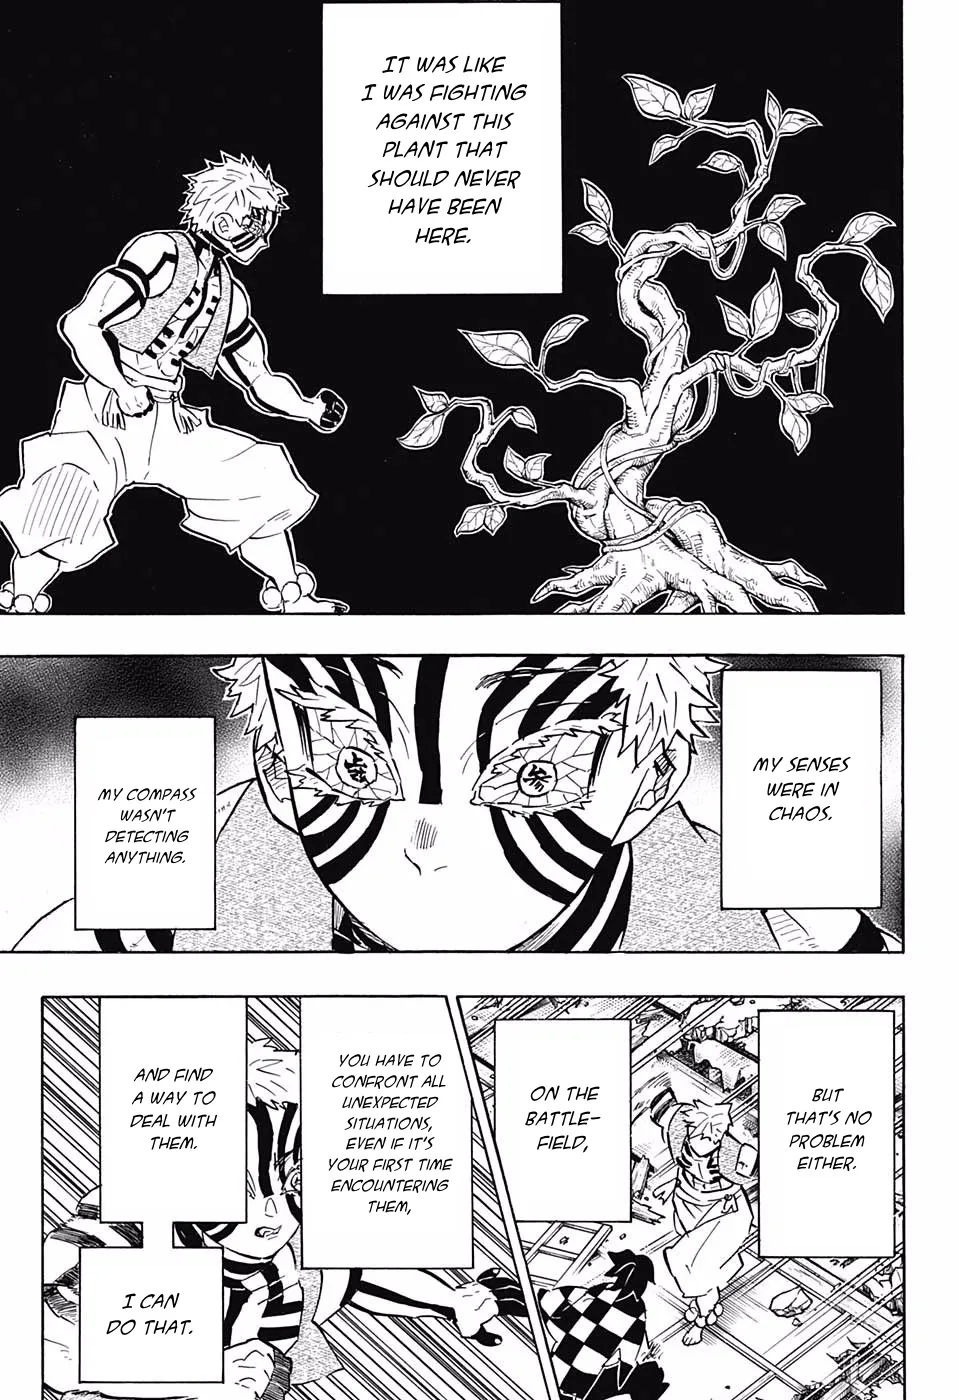 IT WAS LIKE
I WAS FIGHTING
AGAINST THIS
PLANT THAT
SHOULD NEVER
HAVE BEEN
HERE.
MY SENSES
WERE IN
CHAOS.
MY COMPASS
WASN'T
DETECTING
ANYTHING.
上弦
参
BUT
THAT'S NO
PROBLEM
EITHER.
ON THE
BATTLE-
FIELD,
YOU HAVE TO
CONFRONT ALL
UNEXPECTED
SITUATIONS,
EVEN IF IT'S
YOUR FIRST TIME
ENCOUNTERING
THEM,
AND FIND
A WAY TO
DEAL WITH
THEM.
I CAN
DO THAT.